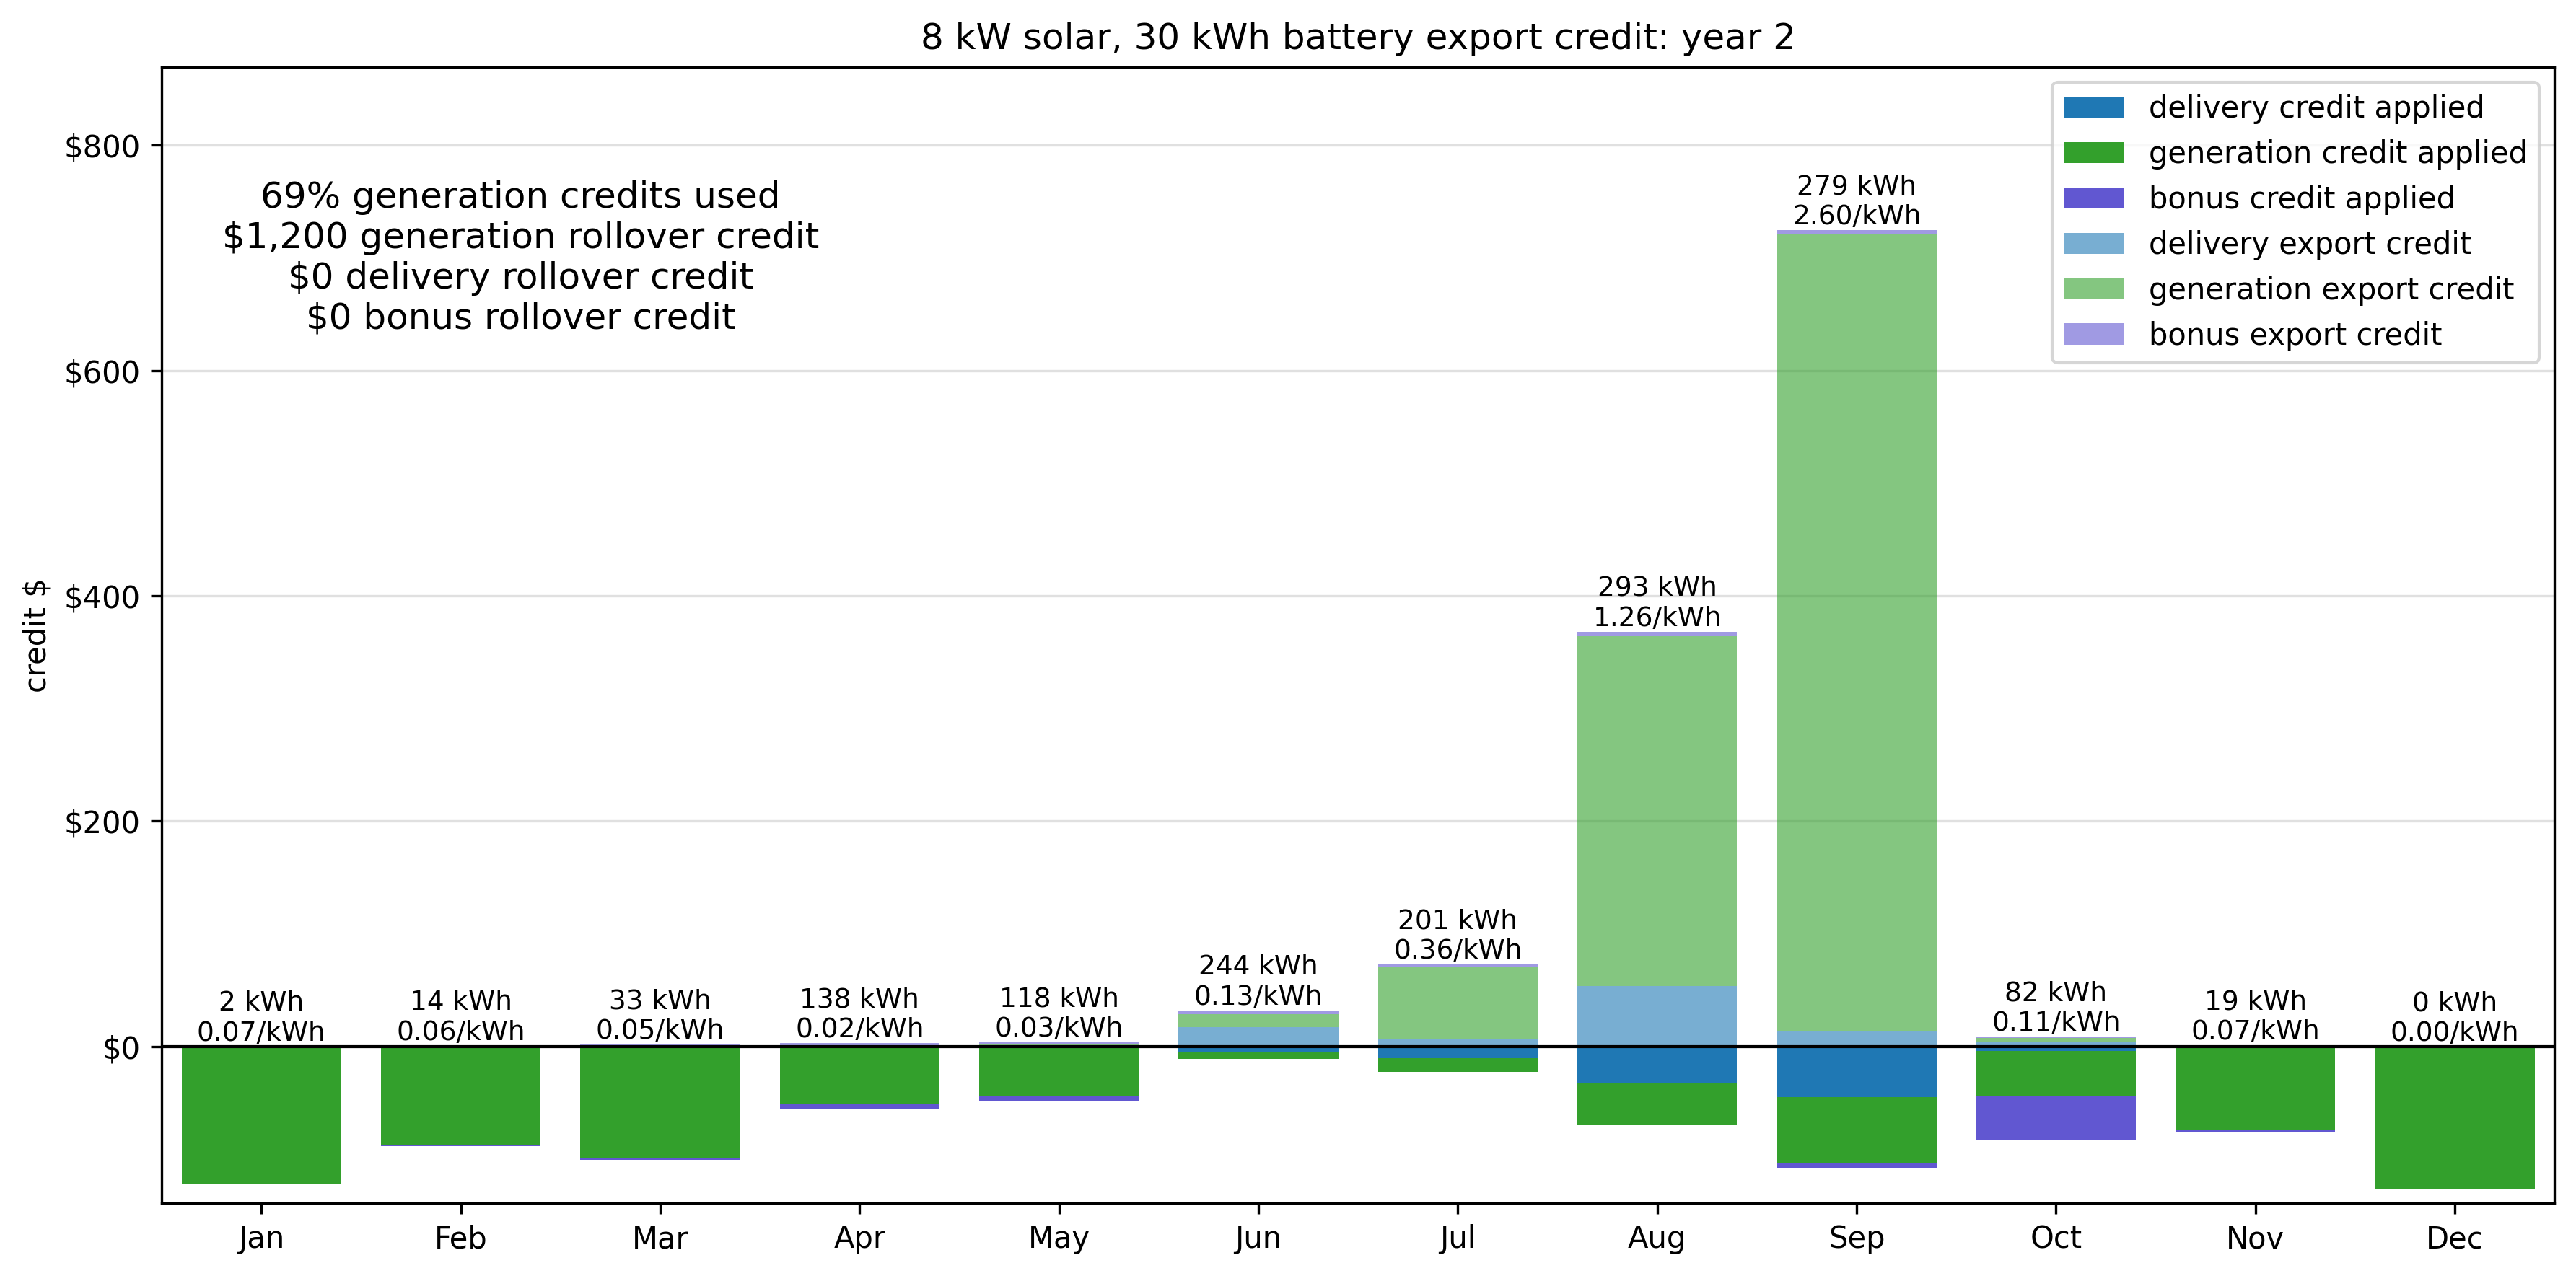 8 kW solar, 30 kWh battery export credit: year 2
credit $
$800
$600
$400
$200
$0
69% generation credits used
$1,200 generation rollover credit
$0 delivery rollover credit
$0 bonus rollover credit
delivery credit applied
generation credit applied
bonus credit applied
delivery export credit
generation export credit
bonus export credit
2 kWh
0.07/kWh
14 kWh
0.06/kWh
33 kWh
0.05/kWh
138 kWh
0.02/kWh
118 kWh
0.03/kWh
244 kWh
0.13/kWh
201 kWh
0.36/kWh
293 kWh
1.26/kWh
279 kWh
2.60/kWh
82 kWh
0.11/kWh
19 kWh
0.07/kWh
0 kWh
0.00/kWh
Jan
Feb
Mar
Apr
May
Jun
Jul
Aug
Sep
Oct
Nov
Dec